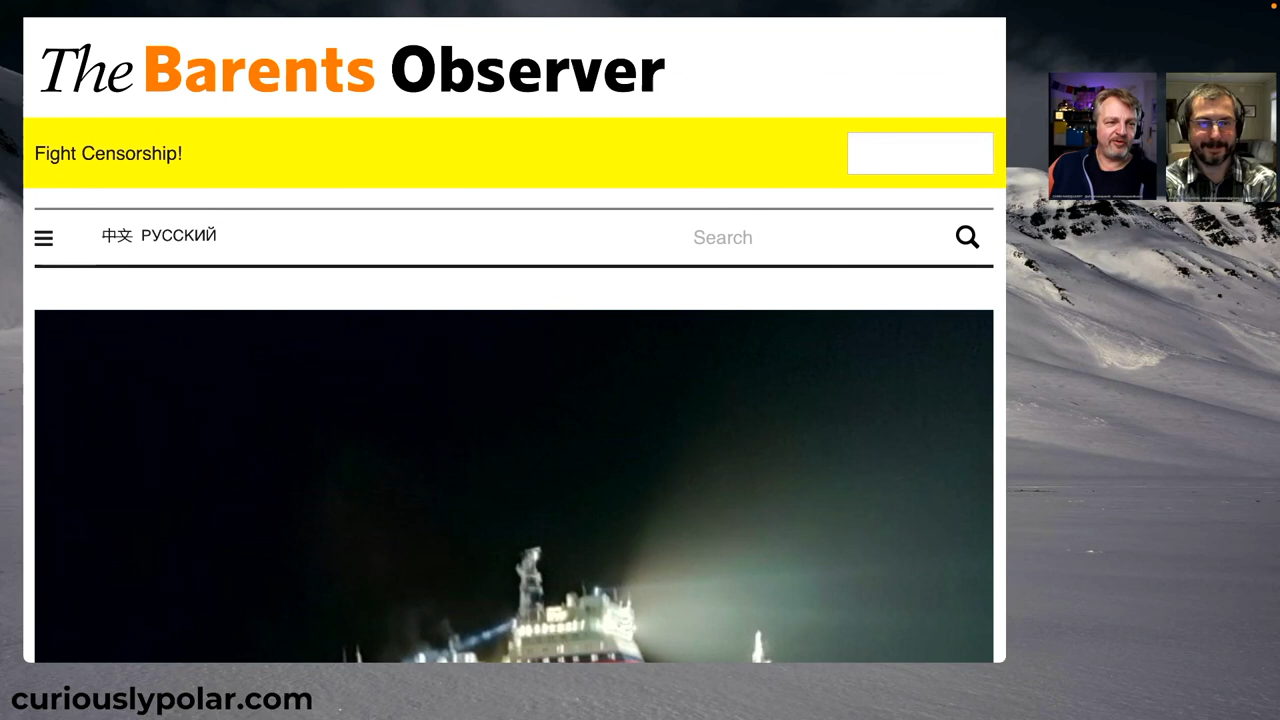 The Barents Observer
Fight Censorship!
中文 РУССКИЙ
Search
curiouslypolar.com